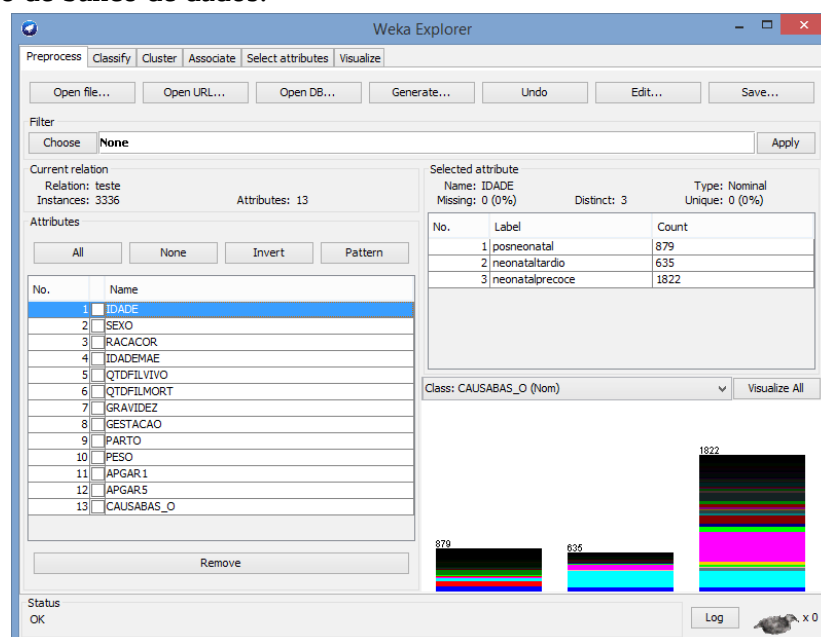 Weka Explorer
Preprocess Classify Cluster Associate Select attributes Visualize
Open file... Open URL... Open DB... Generate... Undo Edit... Save...
Filter
Choose None Apply
Current relation
Relation: teste
Instances: 3336 Attributes: 13
Attributes
All None Invert Pattern
No. Name
1 IDADE
2 SEXO
3 RACACOR
4 IDADEMAE
5 QTDFILVIVO
6 QTDFILMORT
7 GRAVIDEZ
8 GESTACAO
9 PARTO
10 PESO
11 APGAR1
12 APGAR5
13 CAUSABAS_O
Remove
Selected attribute
Name: IDADE Type: Nominal
Missing: 0 (0%) Distinct: 3 Unique: 0 (0%)
No. Label Count
1 posneonatal 879
2 neonataltardio 635
3 neonatalprecoce 1822
Class: CAUSABAS_O (Nom) Visualize All
1822
879
635
Status
OK
Log x 0